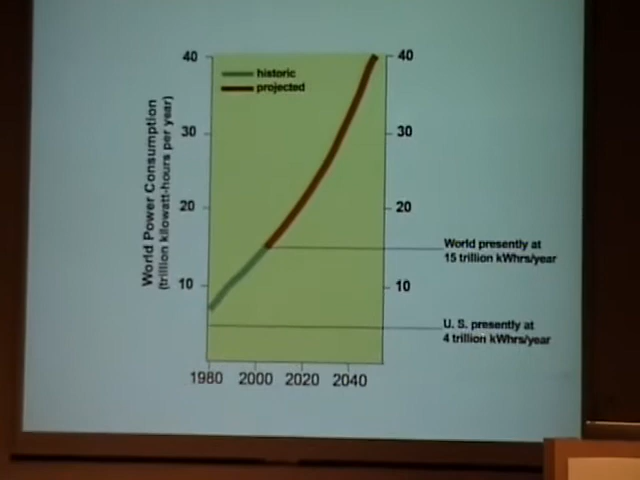 40
40
historic
projected
World Power Consumption
(trillion kilowatt-hours per year)
30
30
20
20
World presently at
15 trillion kWhrs/year
10
10
U. S. presently at
4 trillion kWhrs/year
1980 2000 2020 2040